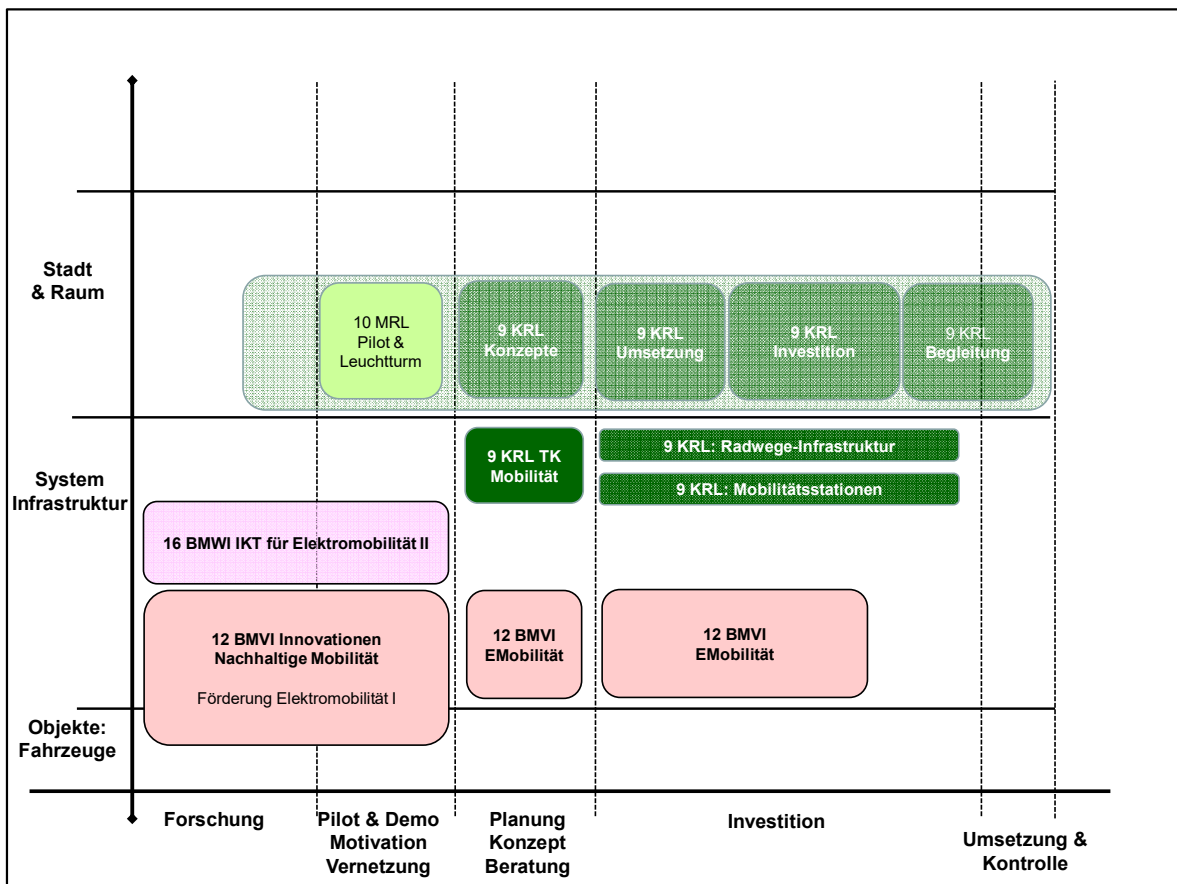 Stadt
& Raum
10 MRL
Pilot &
Leuchtturm
9 KRL
Konzepte
9 KRL
Umsetzung
9 KRL
Investition
9 KRL
Begleitung
System
Infrastruktur
9 KRL TK
Mobilität
9 KRL: Radwege-Infrastruktur
9 KRL: Mobilitätsstationen
16 BMWI IKT für Elektromobilität II
12 BMVI Innovationen
Nachhaltige Mobilität
Förderung Elektromobilität I
12 BMVI
EMobilität
12 BMVI
EMobilität
Objekte:
Fahrzeuge
Forschung
Pilot & Demo
Motivation
Vernetzung
Planung
Konzept
Beratung
Investition
Umsetzung &
Kontrolle